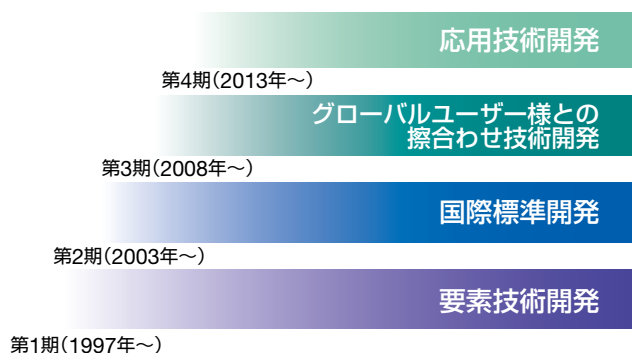 応用技術開発
第4期(2013年～)
グローバルユーザー様との
擦合わせ技術開発
第3期(2008年～)
国際標準開発
第2期(2003年～)
要素技術開発
第1期(1997年～)